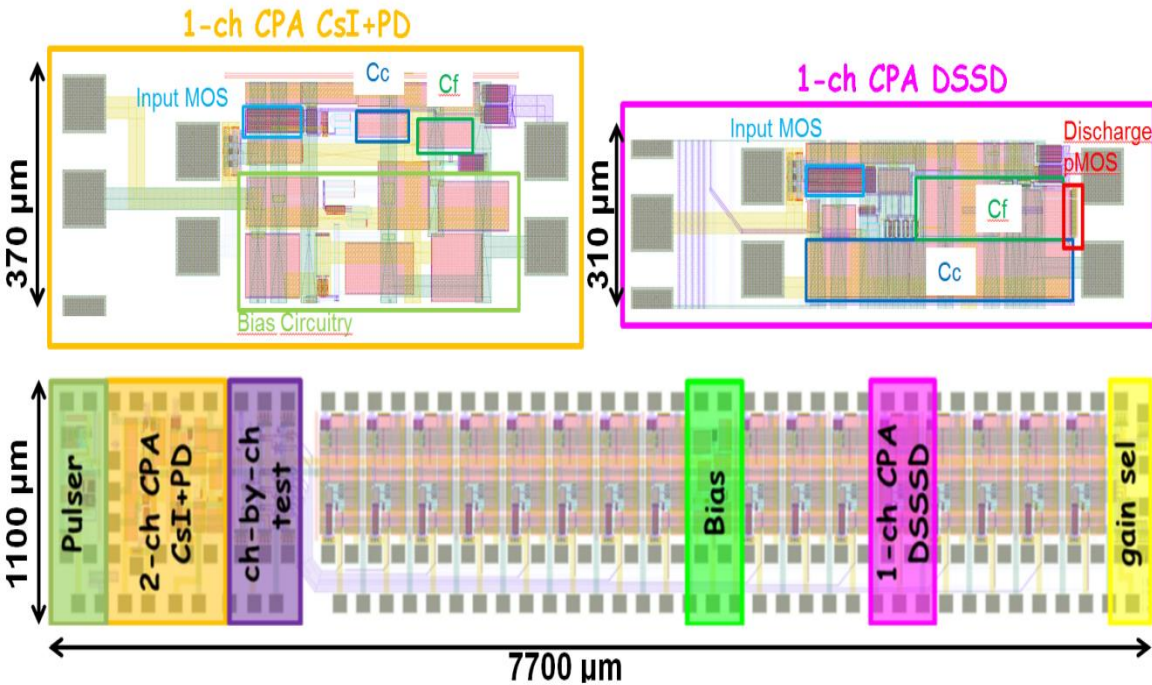 1-ch CPA CsI+PD
Cc
Cf
Input MOS
370 µm
Bias Circuitry
1-ch CPA DSSD
Input MOS
Discharge
pMOS
Cf
Cc
310 µm
1100 µm
Pulser
2-ch CPA
CsI+PD
ch-by-ch
test
Bias
1-ch CPA
DSSSD
gain sel
7700 µm